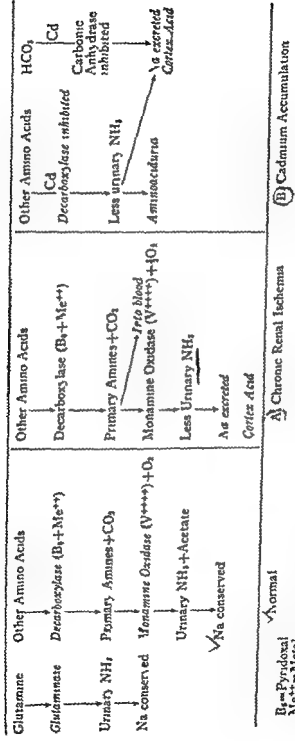 Glutamine
Glutaminase
Urinary NH₃
Na conserved
Other Amino Acids
Decarboxylase (B₆+Me⁺⁺)
Primary Amines+CO₂
Monamine Oxidase (V⁺⁺⁺⁺)+O₂
Urinary NH₃+Acetate
Na conserved
Normal
B₆=Pyridoxal
Other Amino Acids
Decarboxylase (B₆+Me⁺⁺)
Primary Amines+CO₂
Into blood
Monamine Oxidase (V⁺⁺⁺⁺)+½O₂
Less Urinary NH₃
Na excreted
Cortex Acid
A) Chronic Renal Ischemia
Other Amino Acids
Cd
Decarboxylase inhibited
Less urinary NH₃
Aminoaciduria
HCO₃
Cd
Carbonic
Anhydrase
inhibited
Na excreted
Cortex Acid
(B) Cadmium Accumulation